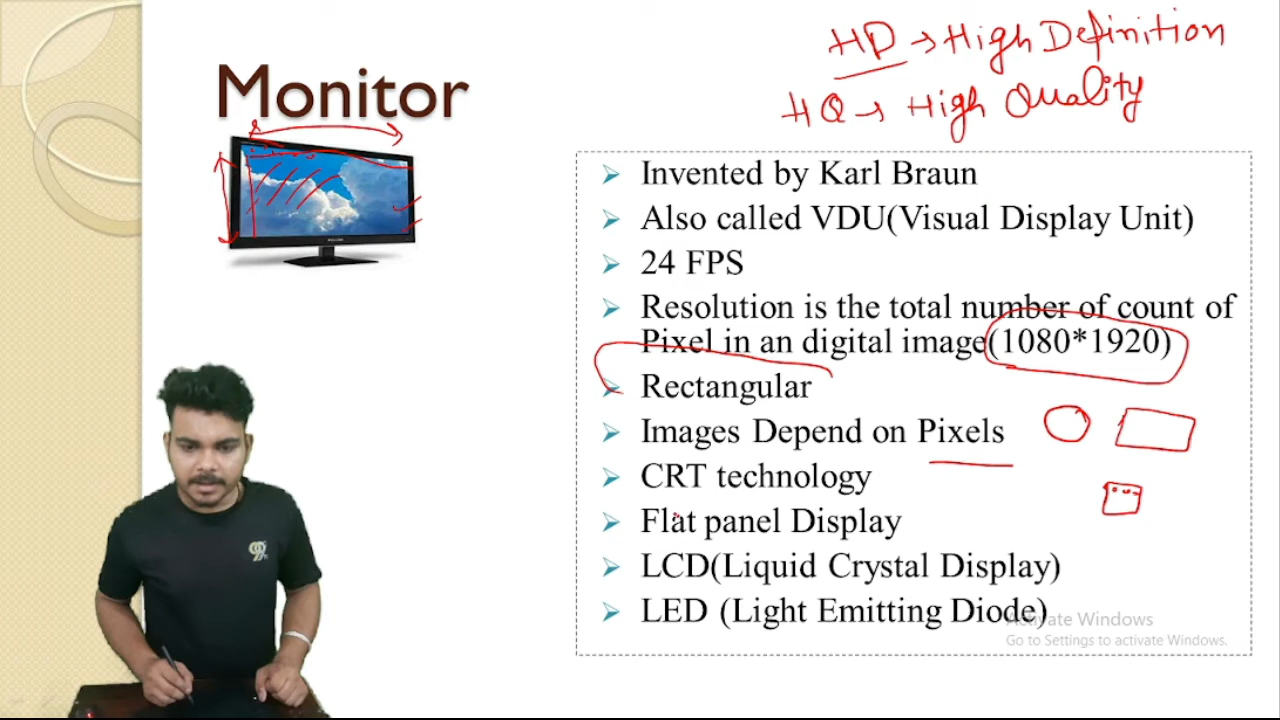 HD → High Definition
HQ → High Quality
Monitor
Invented by Karl Braun
Also called VDU(Visual Display Unit)
24 FPS
Resolution is the total number of count of
Pixel in an digital image(1080*1920)
Rectangular
Images Depend on Pixels
CRT technology
Flat panel Display
LCD(Liquid Crystal Display)
LED (Light Emitting Diode)
Activate Windows
Go to Settings to activate Windows.